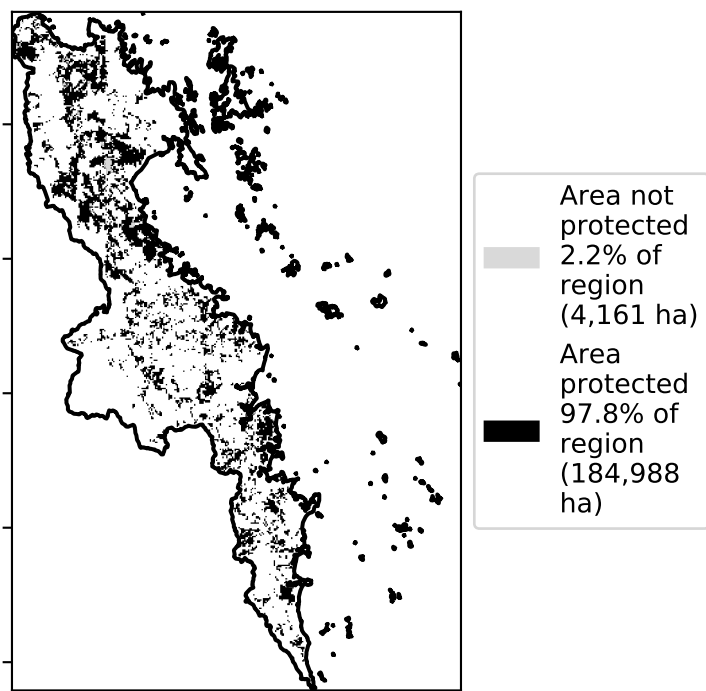 Area not
protected
2.2% of
region
(4,161 ha)
Area
protected
97.8% of
region
(184,988
ha)